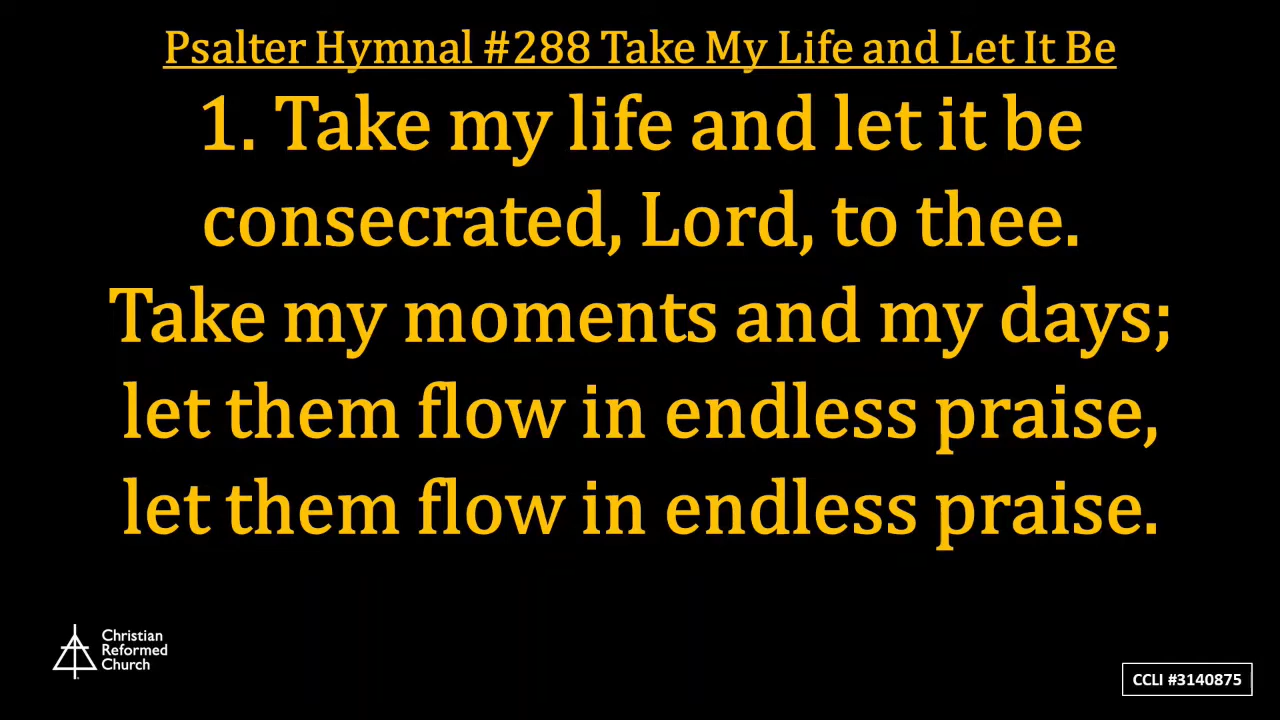 Psalter Hymnal #288 Take My Life and Let It Be
1. Take my life and let it be
consecrated, Lord, to thee.
Take my moments and my days;
let them flow in endless praise,
let them flow in endless praise.
Christian
Reformed
Church
CCLI #3140875